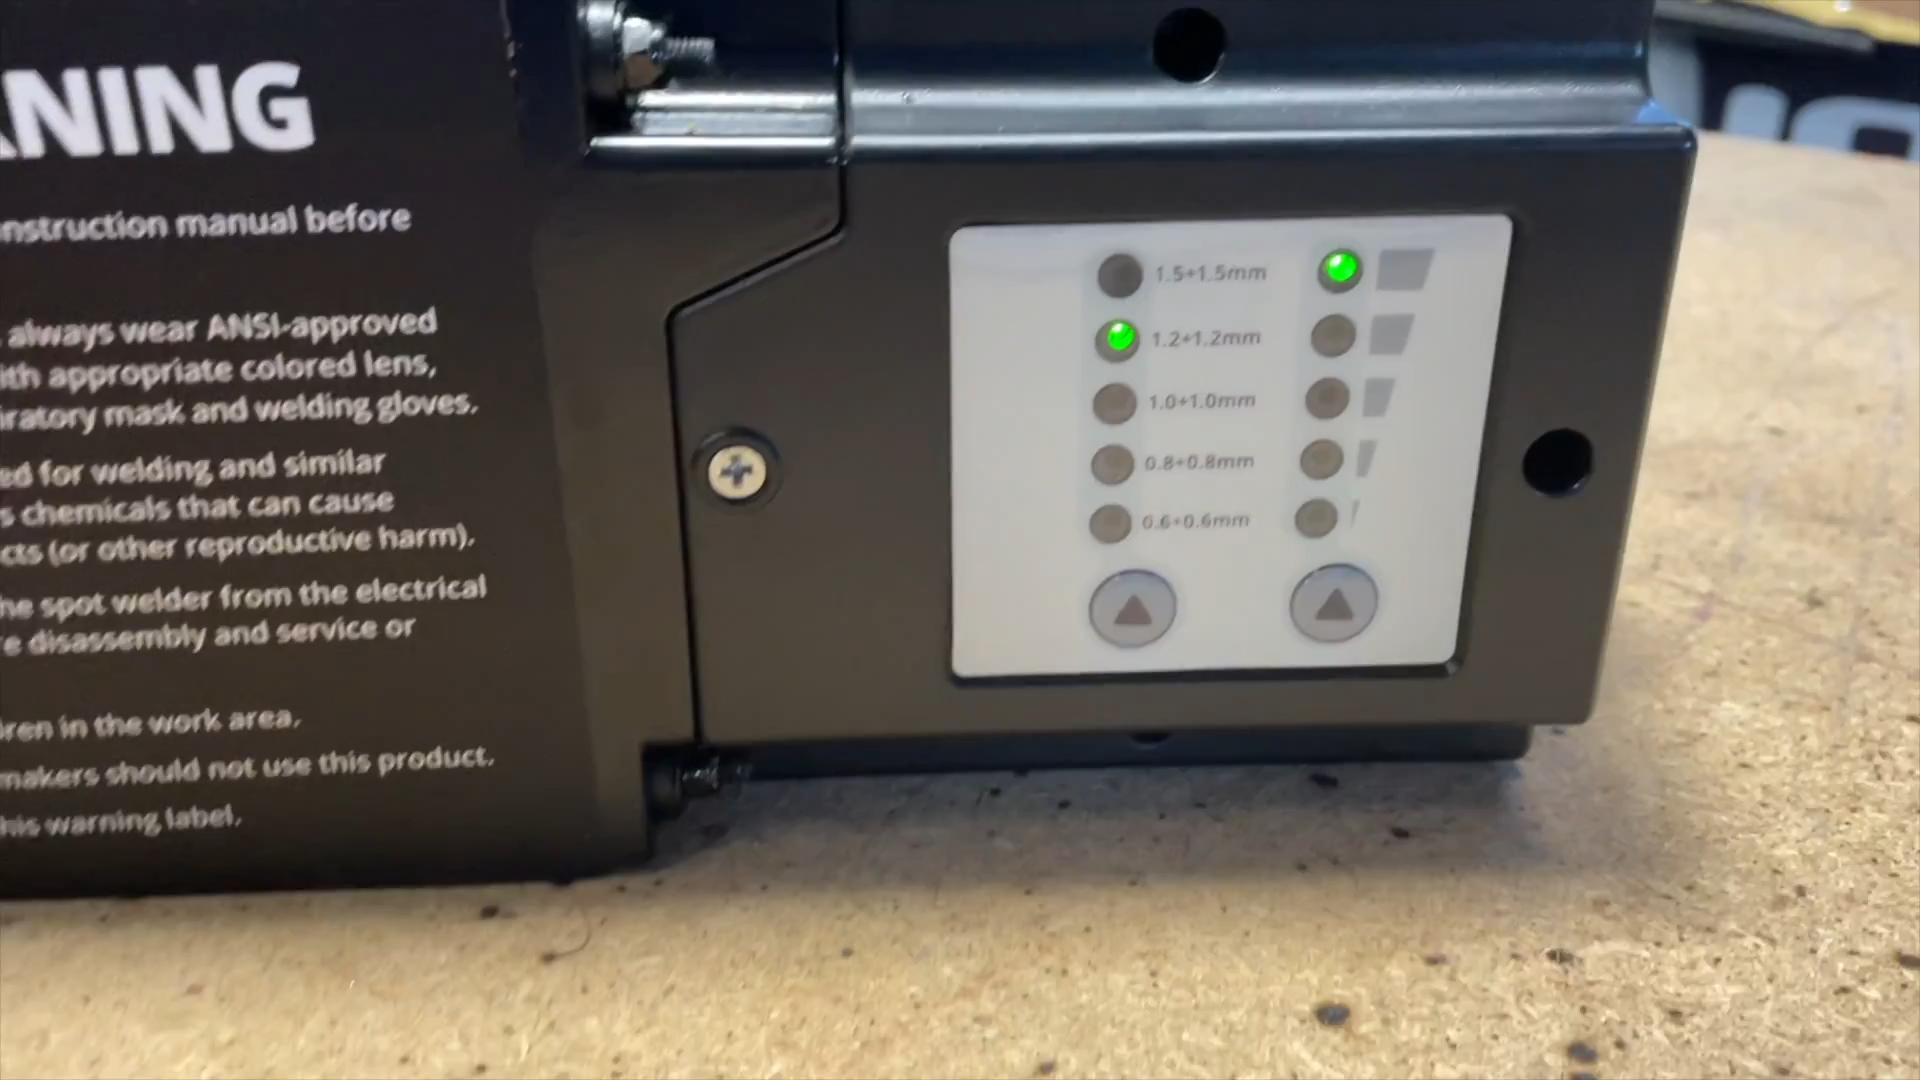 NING
nstruction manual before
always wear ANSI-approved
ith appropriate colored lens,
iratory mask and welding gloves.
ed for welding and similar
s chemicals that can cause
cts (or other reproductive harm).
he spot welder from the electrical
e disassembly and service or
ren in the work area.
makers should not use this product.
his warning label.
1.5+1.5mm
1.2+1.2mm
1.0+1.0mm
0.8+0.8mm
0.6+0.6mm